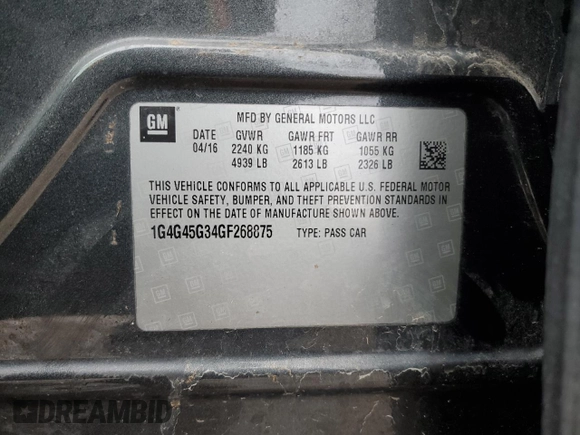 GM
MFD BY GENERAL MOTORS LLC
DATE GVWR GAWR FRT GAWR RR
04/16 2240 KG 1185 KG 1055 KG
4939 LB 2613 LB 2326 LB
THIS VEHICLE CONFORMS TO ALL APPLICABLE U.S. FEDERAL MOTOR
VEHICLE SAFETY, BUMPER, AND THEFT PREVENTION STANDARDS IN
EFFECT ON THE DATE OF MANUFACTURE SHOWN ABOVE.
1G4G45G34GF268875 TYPE: PASS CAR
DREAMBID